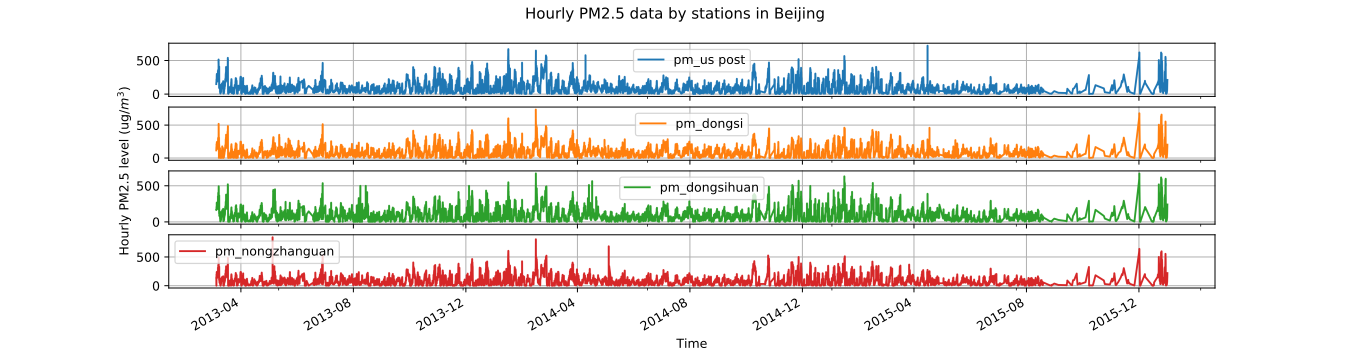 Hourly PM2.5 data by stations in Beijing
Hourly PM2.5 level (ug/m³)
500
0
pm_us post
500
0
pm_dongsi
500
0
pm_dongsihuan
500
0
pm_nongzhanguan
2013-04
2013-08
2013-12
2014-04
2014-08
2014-12
2015-04
2015-08
2015-12
Time